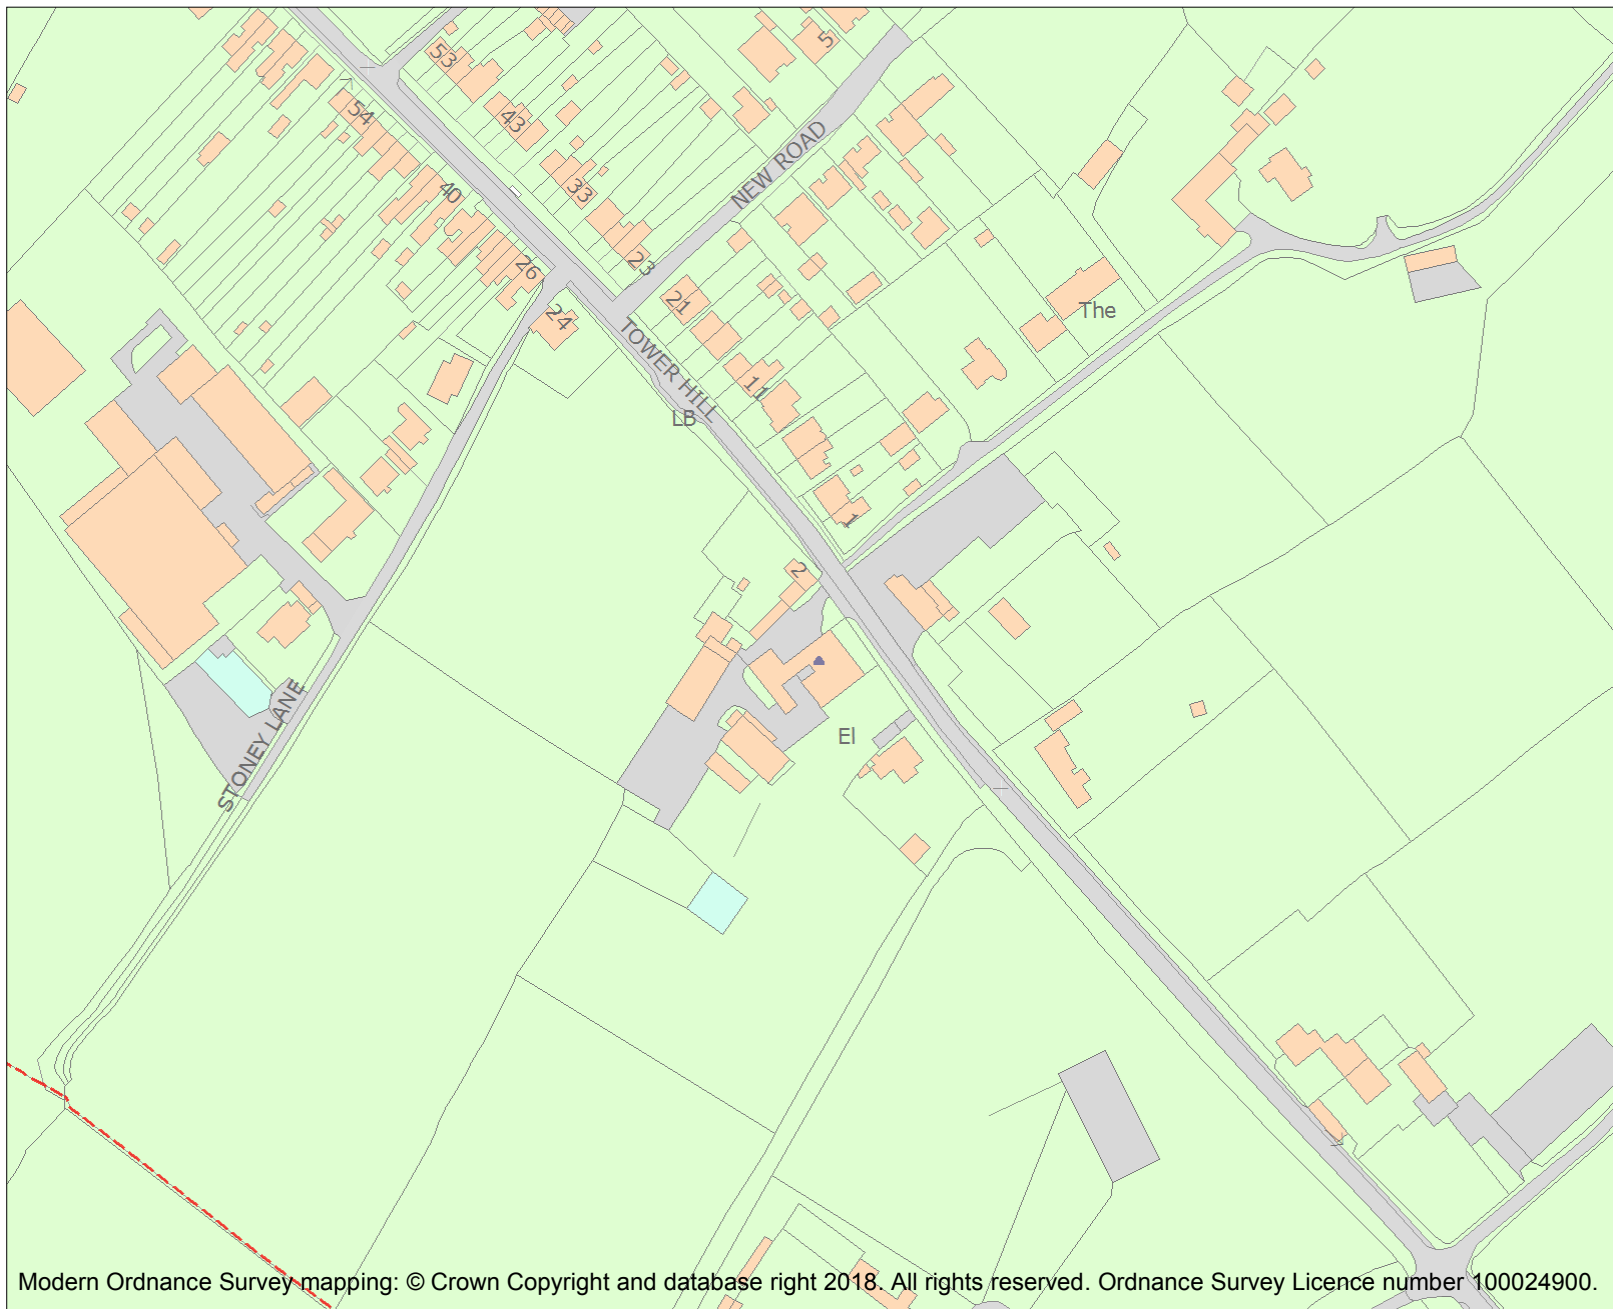 53
5
54
43
NEW ROAD
40
33
26
23
24
21
The
TOWER HILL
11
LB
1
2
El
STONEY LANE
Modern Ordnance Survey mapping: © Crown Copyright and database right 2018. All rights reserved. Ordnance Survey Licence number 100024900.